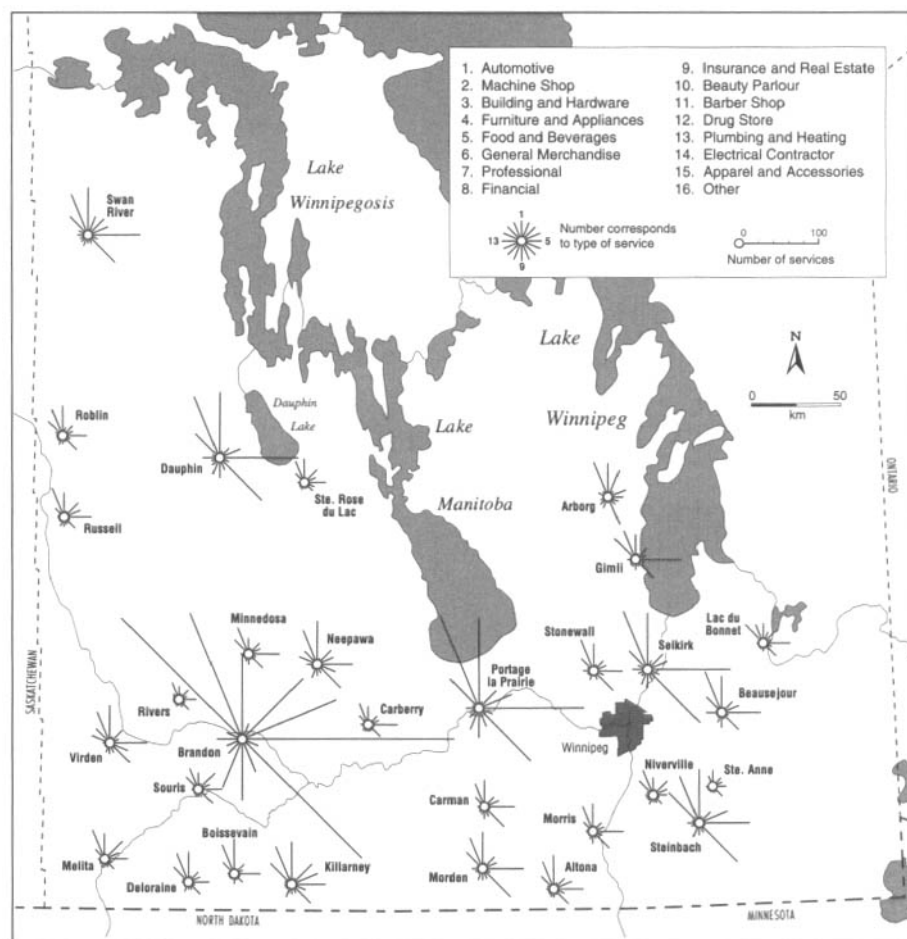 1. Automotive
2. Machine Shop
3. Building and Hardware
4. Furniture and Appliances
5. Food and Beverages
6. General Merchandise
7. Professional
8. Financial
9. Insurance and Real Estate
10. Beauty Parlour
11. Barber Shop
12. Drug Store
13. Plumbing and Heating
14. Electrical Contractor
15. Apparel and Accessories
16. Other
1
13
5
9
Number corresponds
to type of service
0
100
Number of services
Swan
River
Lake
Winnipegosis
Lake
Winnipeg
N
0
50
km
Dauphin
Lake
Lake
Manitoba
Roblin
Dauphin
Ste. Rose
du Lac
Russell
Arborg
Gimli
ONTARIO
SASKATCHEWAN
Minnedosa
Neepawa
Portage
la Prairie
Stonewall
Selkirk
Lac du
Bonnet
Beausejour
Rivers
Carberry
Virden
Brandon
Winnipeg
Souris
Niverville
Ste. Anne
Carman
Morris
Steinbach
Boissevain
Melita
Deloraine
Killarney
Morden
Altona
NORTH DAKOTA
MINNESOTA